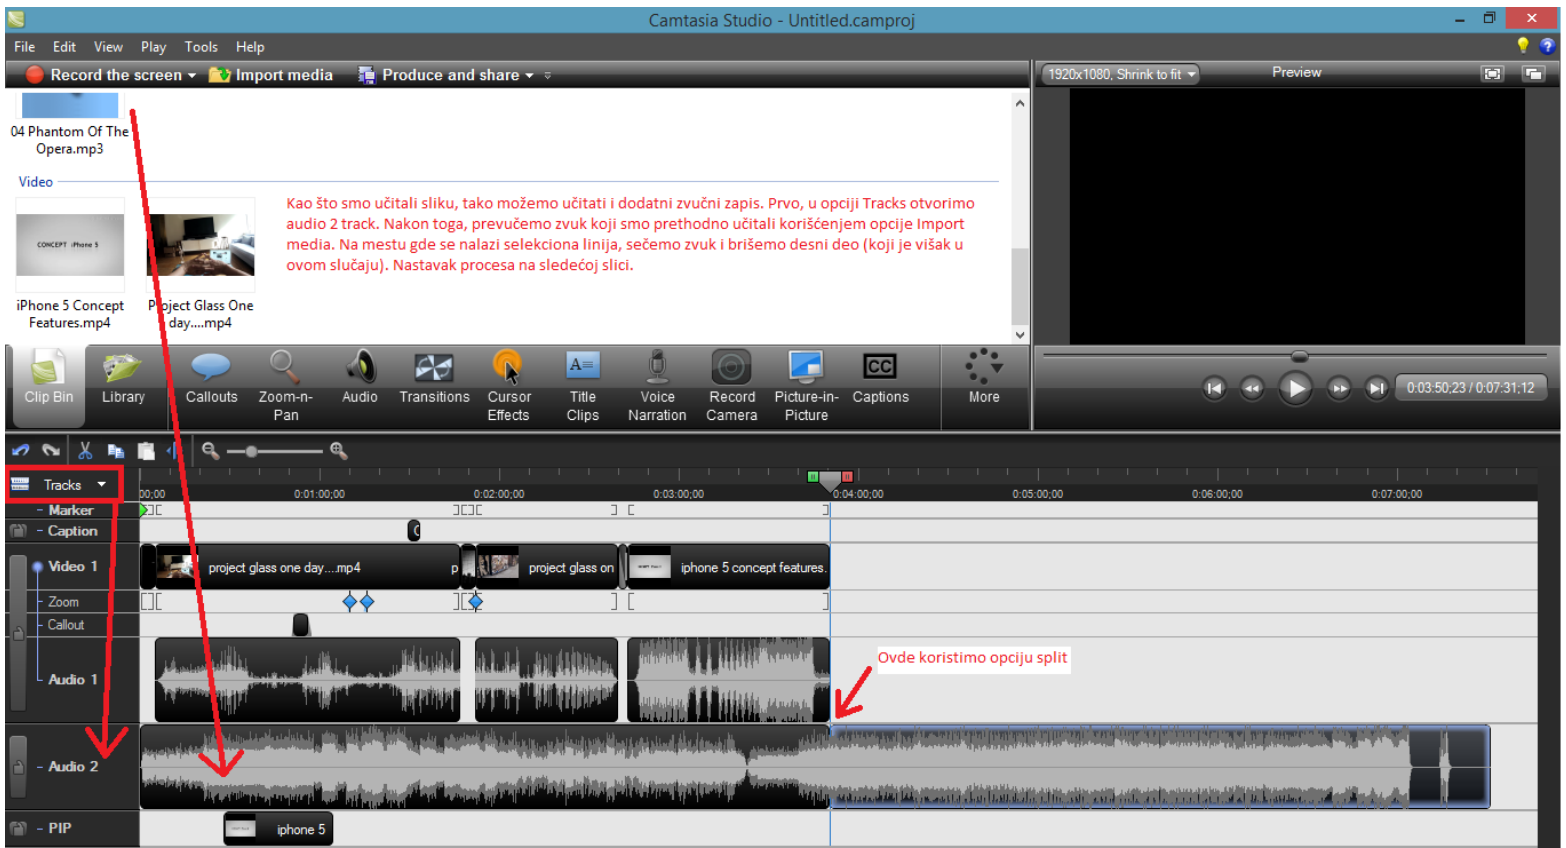 Camtasia Studio - Untitled.camproj
File Edit View Play Tools Help
Record the screen Import media Produce and share
1920x1080, Shrink to fit Preview
04 Phantom Of The
Opera.mp3
Video
Kao što smo učitali sliku, tako možemo učitati i dodatni zvučni zapis. Prvo, u opciji Tracks otvorimo
audio 2 track. Nakon toga, prevučemo zvuk koji smo prethodno učitali korišćenjem opcije Import
media. Na mestu gde se nalazi selekciona linija, sečemo zvuk i brišemo desni deo (koji je višak u
ovom slučaju). Nastavak procesa na sledećoj slici.
CONCEPT iPhone 5
iPhone 5 Concept
Features.mp4
Project Glass One
day....mp4
Clip Bin
Library
Callouts
Zoom-n-
Pan
Audio
Transitions
Cursor
Effects
Title
Clips
Voice
Narration
Record
Camera
Picture-in-
Picture
CC
Captions
More
0:03:50;23 / 0:07:31;12
Tracks
00;00 0:01:00;00 0:02:00;00 0:03:00;00 0:04:00;00 0:05:00;00 0:06:00;00 0:07:00;00
- Marker
- Caption
Video 1
project glass one day....mp4
p
project glass on
iphone 5 concept features.
- Zoom
- Callout
Audio 1
Ovde koristimo opciju split
- Audio 2
- PIP
iphone 5